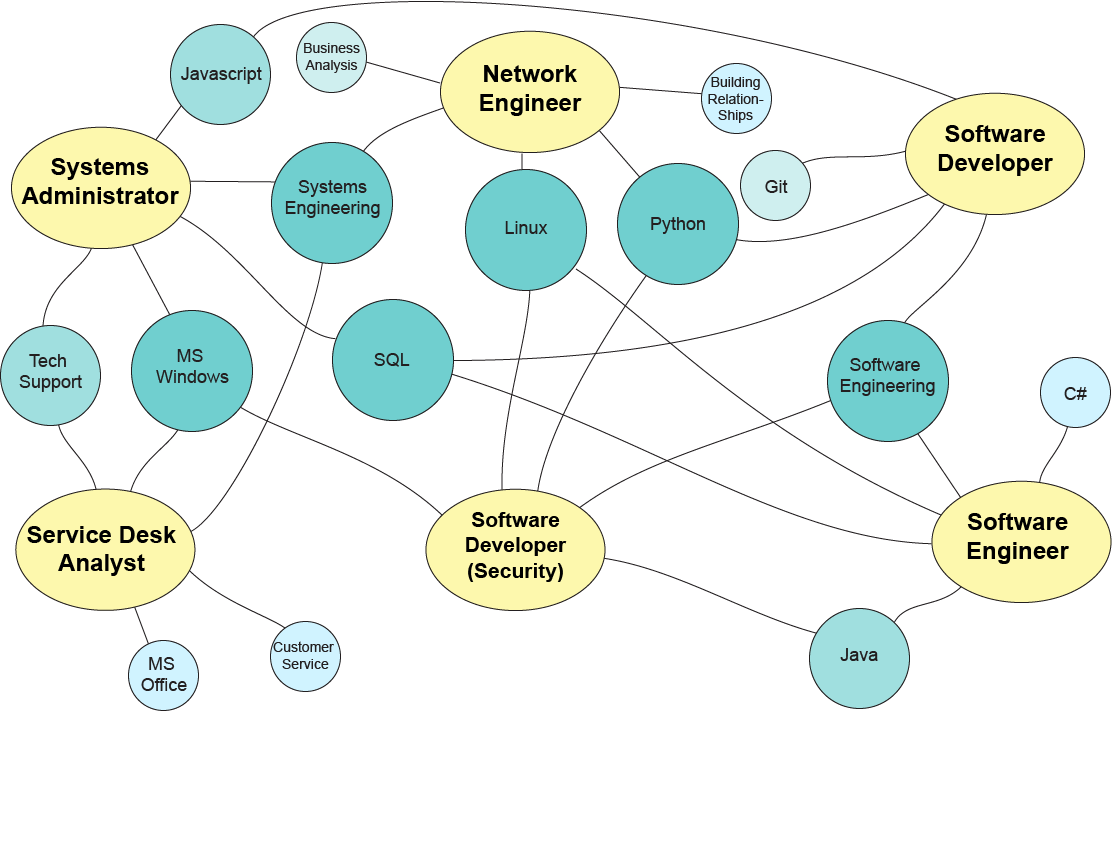 Javascript
Business
Analysis
Network
Engineer
Building
Relation-
Ships
Software
Developer
Systems
Administrator
Systems
Engineering
Linux
Python
Git
Tech
Support
MS
Windows
SQL
Software
Engineering
C#
Service Desk
Analyst
Software
Developer
(Security)
Software
Engineer
MS
Office
Customer
Service
Java